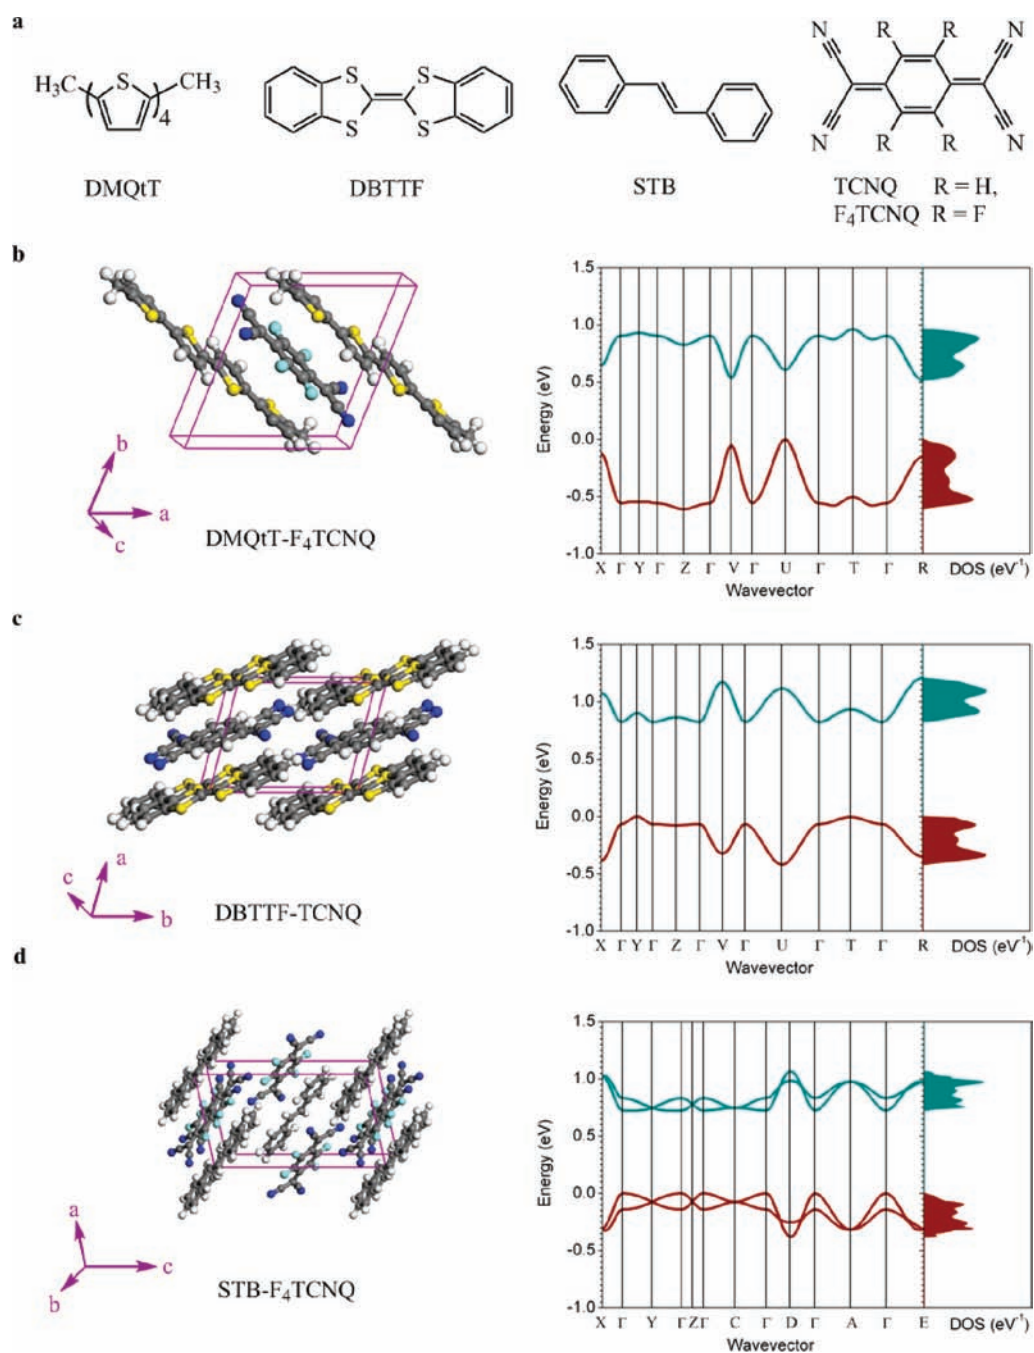 a
H₃C CH₃ S 4
S S S S
N N N N R R R R
DMQtT DBTTF STB TCNQ R = H,
F₄TCNQ R = F
b
b
a
c
DMQtT-F₄TCNQ
Energy (eV)
1.5
1.0
0.5
0.0
-0.5
-1.0
X Γ Y Γ Z Γ V Γ U Γ T Γ R DOS (eV⁻¹)
Wavevector
c
a
c
b
DBTTF-TCNQ
Energy (eV)
1.5
1.0
0.5
0.0
-0.5
-1.0
X Γ Y Γ Z Γ V Γ U Γ T Γ R DOS (eV⁻¹)
Wavevector
d
a
c
b
STB-F₄TCNQ
Energy (eV)
1.5
1.0
0.5
0.0
-0.5
-1.0
X Γ Y Γ Z Γ C Γ D Γ A Γ E DOS (eV⁻¹)
Wavevector